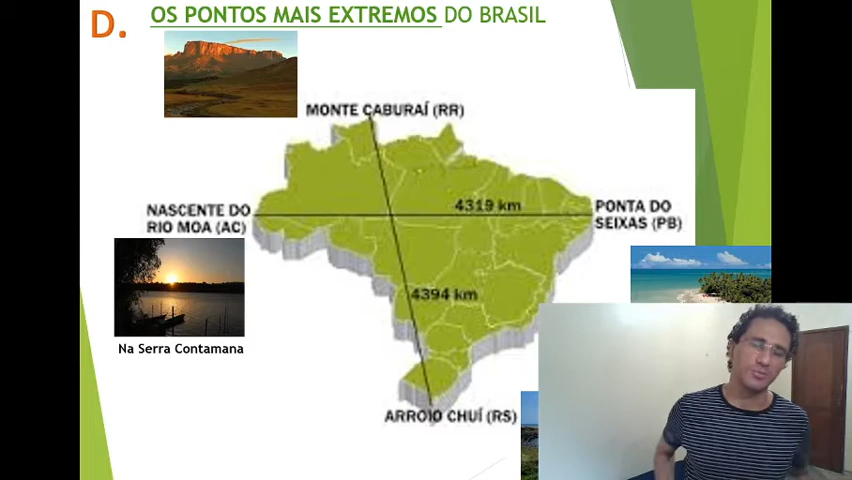 D.
OS PONTOS MAIS EXTREMOS DO BRASIL
MONTE CABURAÍ (RR)
NASCENTE DO
RIO MOA (AC)
4319 km
PONTA DO
SEIXAS (PB)
4394 km
Na Serra Contamana
ARROIO CHUÍ (RS)